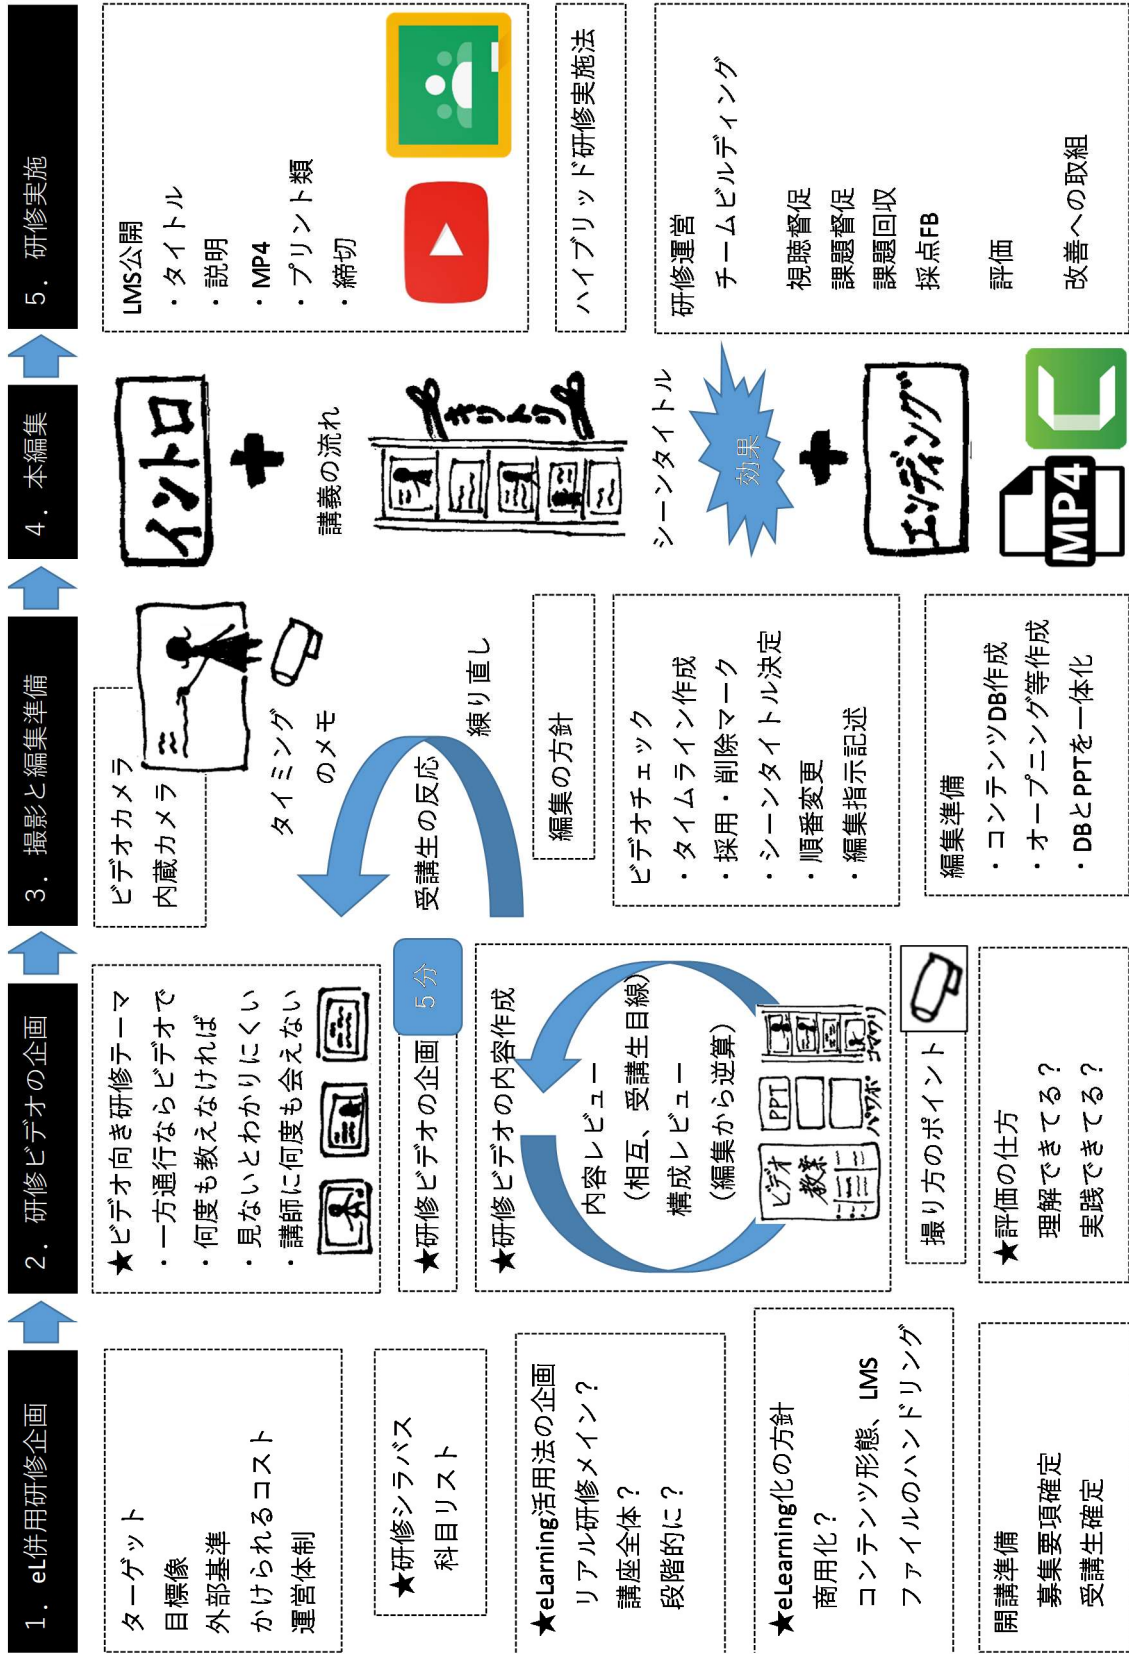 1．eL併用研修企画
ターゲット
目標像
外部基準
かけられるコスト
運営体制
★研修シラバス
科目リスト
★eLarning活用法の企画
リアル研修メイン？
講座全体？
段階的に？
★eLearning化の方針
商用化？
コンテンツ形態、LMS
ファイルのハンドリング
開講準備
募集要項確定
受講生確定
2．研修ビデオの企画
★ビデオ向き研修テーマ
・一方通行ならビデオで
・何度も教えなければ
・見ないとわかりにくい
・講師に何度も会えない
5分
★研修ビデオの企画
★研修ビデオの内容作成
内容レビュー
（相互、受講生目線）
構成レビュー
（編集から逆算）
ビデオ
教案
PPT
パワポ
コマワリ
撮り方のポイント
★評価の仕方
理解できてる？
実践できてる？
3．撮影と編集準備
ビデオカメラ
内蔵カメラ
タイミング
のメモ
受講生の反応
練り直し
編集の方針
ビデオチェック
・タイムライン作成
・採用・削除マーク
・シーンタイトル決定
・順番変更
・編集指示記述
編集準備
・コンテンツDB作成
・オープニング等作成
・DBとPPTを一体化
4．本編集
イントロ
講義の流れ
キリトリ
シーンタイトル
効果
エンディング
MP4
5．研修実施
LMS公開
・タイトル
・説明
・MP4
・プリント類
・締切
ハイブリッド研修実施法
研修運営
チームビルディング
視聴督促
課題督促
課題回収
採点FB
評価
改善への取組